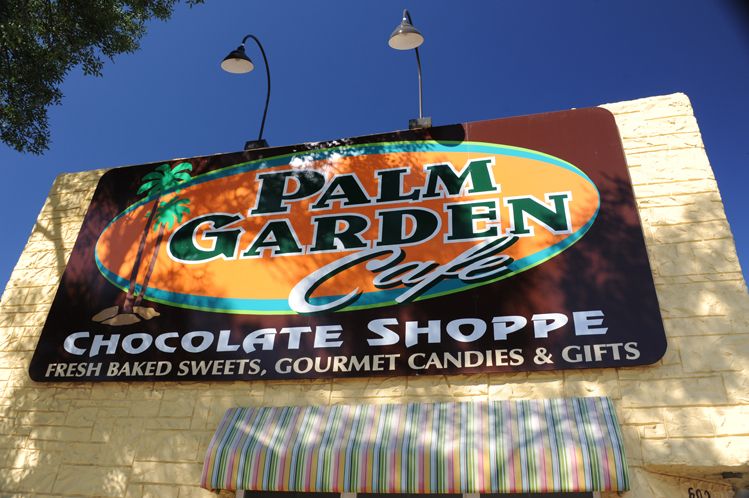 PALM
GARDEN
Cafe
CHOCOLATE SHOPPE
FRESH BAKED SWEETS, GOURMET CANDIES & GIFTS